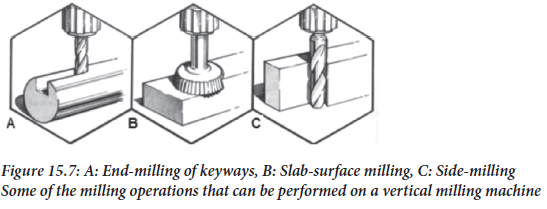 A B C
Figure 15.7: A: End-milling of keyways, B: Slab-surface milling, C: Side-milling
Some of the milling operations that can be performed on a vertical milling machine